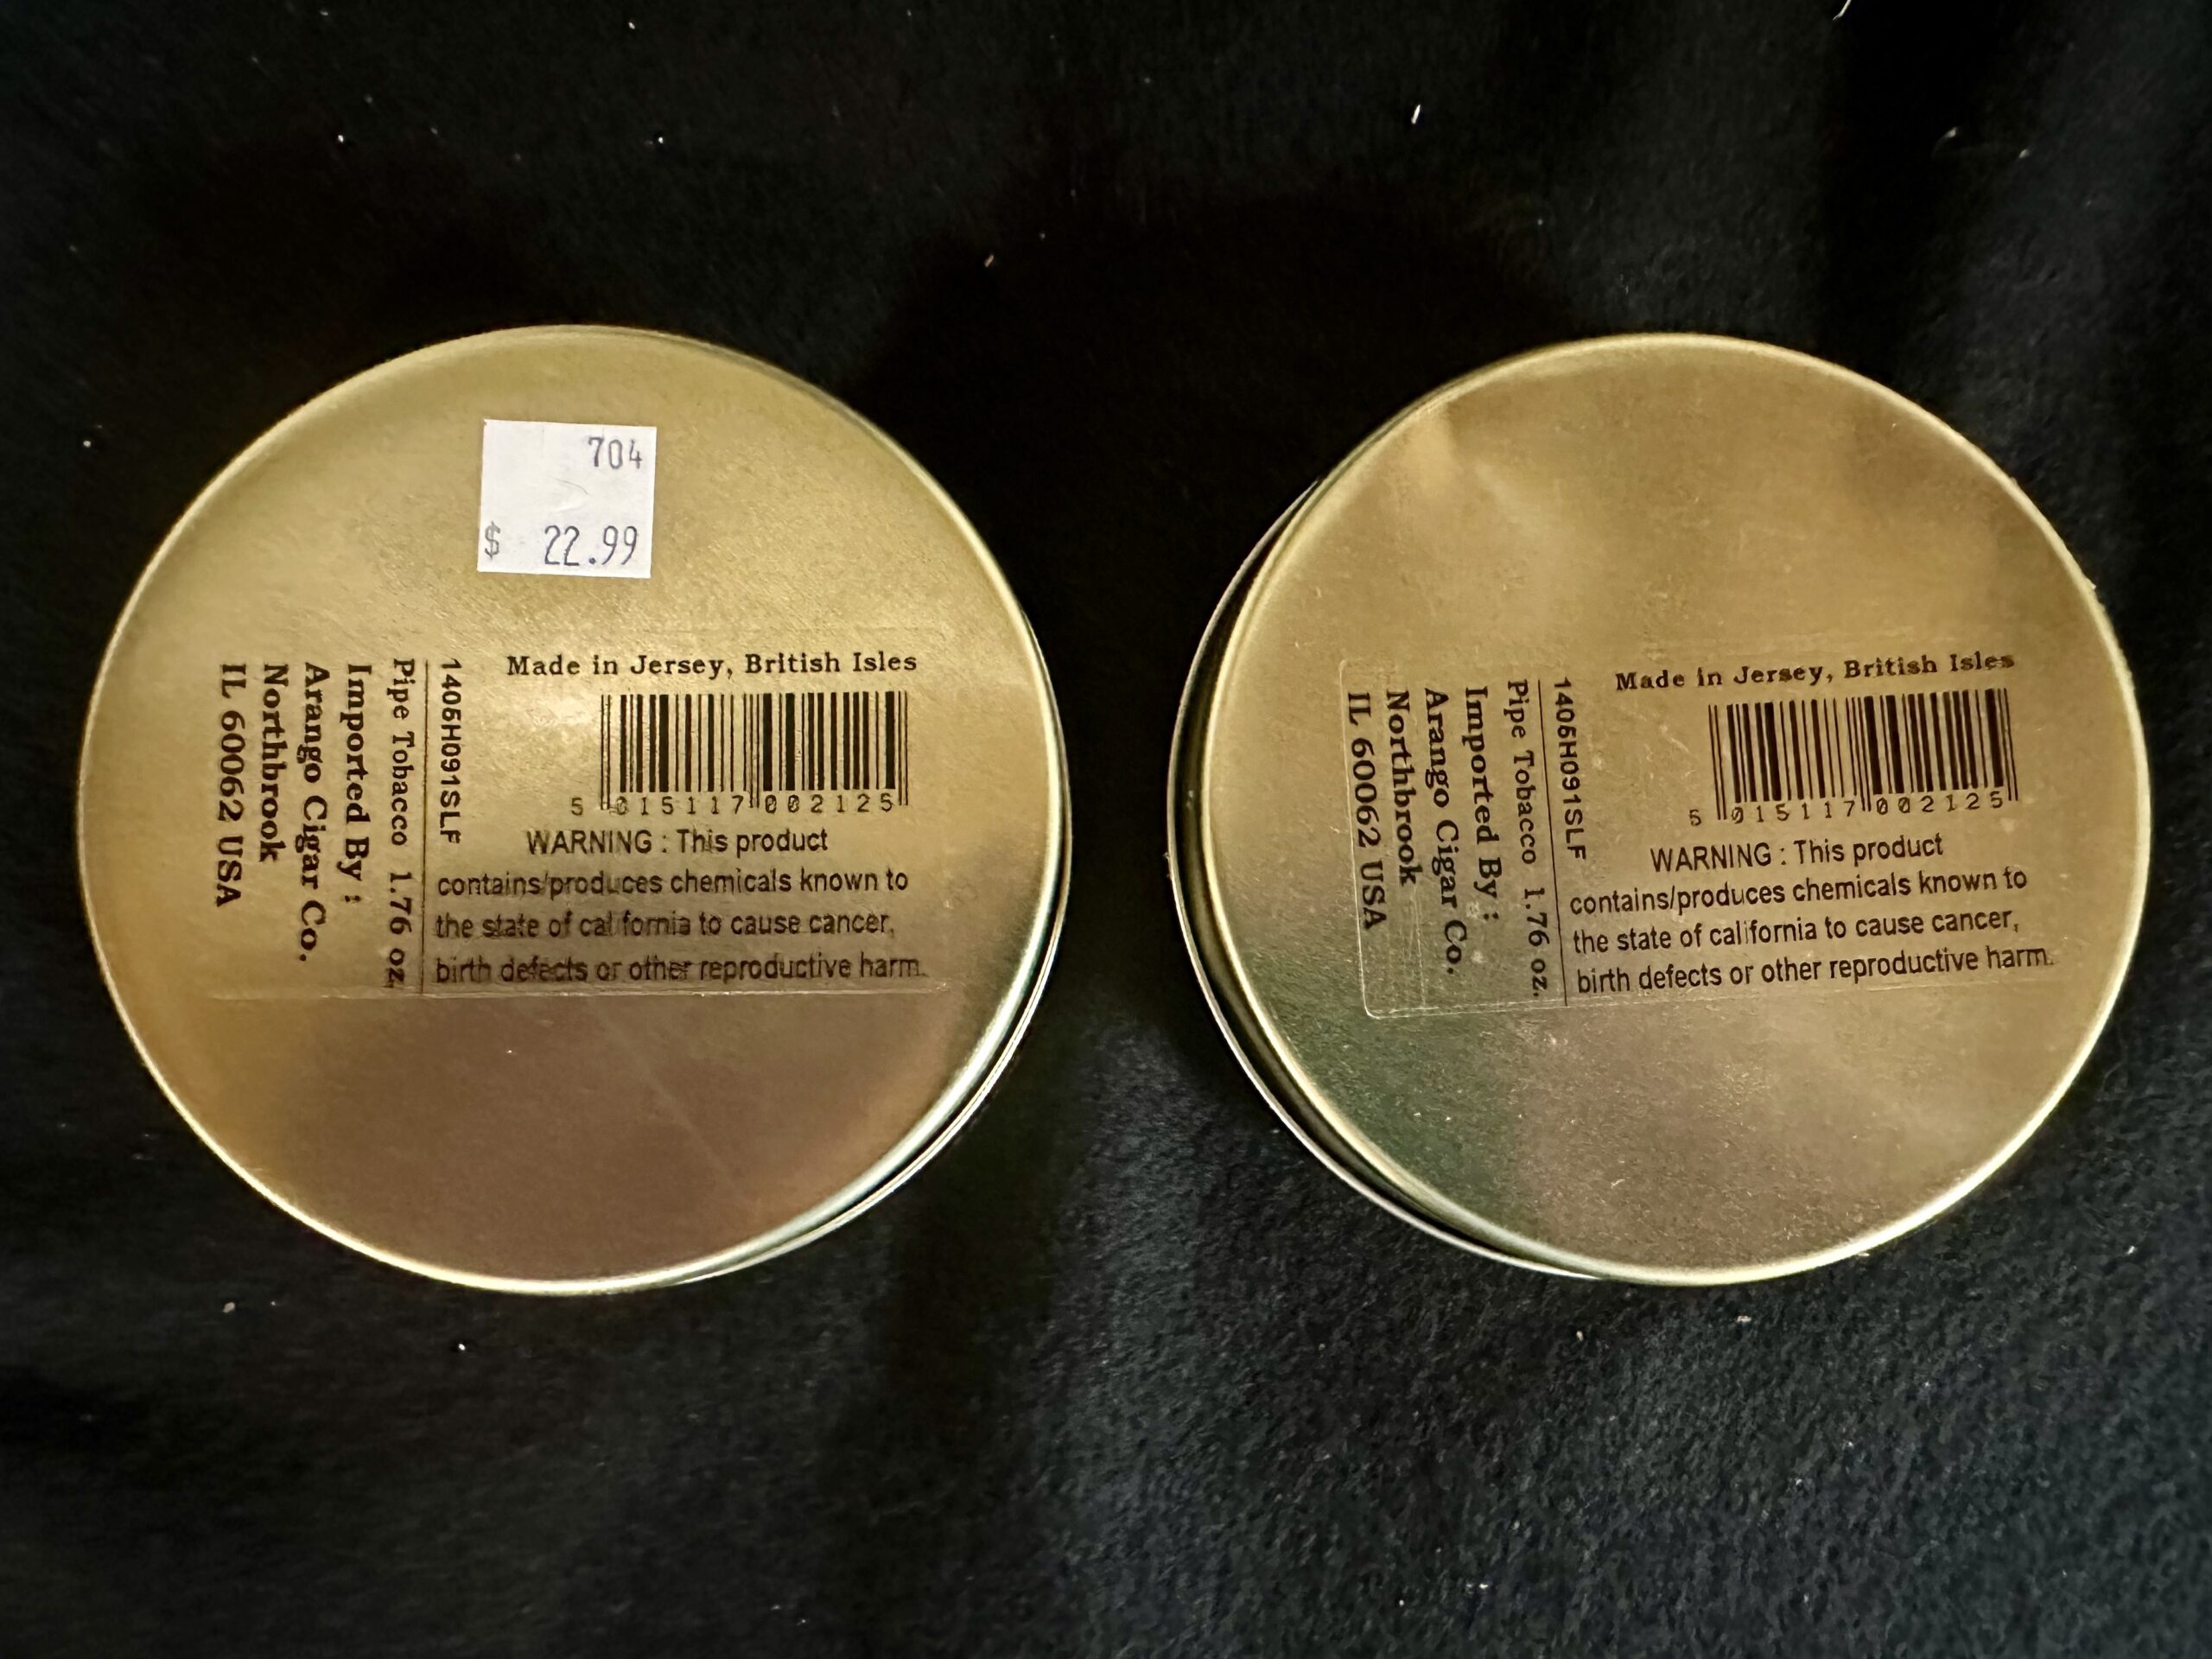 704
$ 22.99
Made in Jersey, British Isles
5 015117 002125
WARNING : This product
contains/produces chemicals known to
the state of california to cause cancer,
birth defects or other reproductive harm.
1405H091SLF
Pipe Tobacco 1.76 oz.
Imported By :
Arango Cigar Co.
Northbrook
IL 60062 USA
Made in Jersey, British Isles
5 015117 002125
WARNING : This product
contains/produces chemicals known to
the state of california to cause cancer,
birth defects or other reproductive harm.
1405H091SLF
Pipe Tobacco 1.76 oz.
Imported By :
Arango Cigar Co.
Northbrook
IL 60062 USA